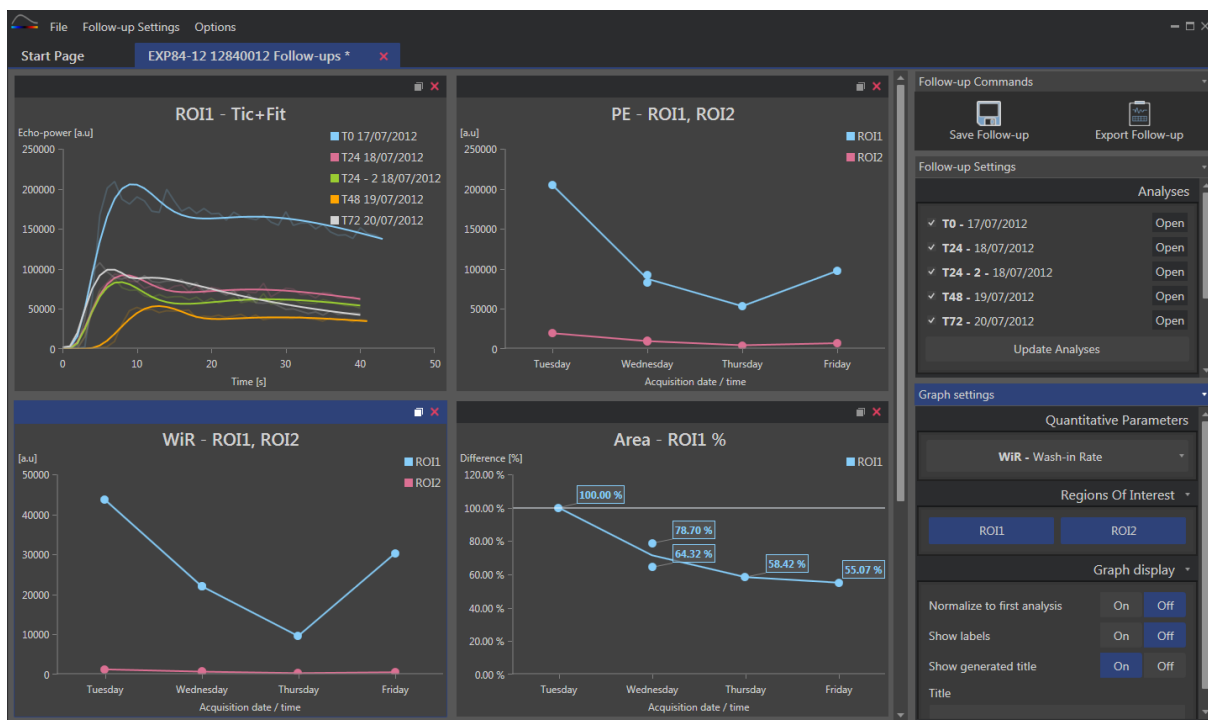 File Follow-up Settings Options
Start Page EXP84-12 12840012 Follow-ups *
ROI1 - Tic+Fit
Echo-power [a.u]
T0 17/07/2012
T24 18/07/2012
T24 - 2 18/07/2012
T48 19/07/2012
T72 20/07/2012
250000
200000
150000
100000
50000
0
0 10 20 30 40 50
Time [s]
PE - ROI1, ROI2
[a.u]
ROI1
ROI2
250000
200000
150000
100000
50000
0
Tuesday Wednesday Thursday Friday
Acquisition date / time
WiR - ROI1, ROI2
[a.u]
ROI1
ROI2
50000
40000
30000
20000
10000
0
Tuesday Wednesday Thursday Friday
Acquisition date / time
Area - ROI1 %
Difference [%]
ROI1
120.00 %
100.00 %
80.00 %
60.00 %
40.00 %
20.00 %
0.00 %
100.00 %
78.70 %
64.32 %
58.42 %
55.07 %
Tuesday Wednesday Thursday Friday
Acquisition date / time
Follow-up Commands
Save Follow-up Export Follow-up
Follow-up Settings
Analyses
T0 - 17/07/2012 Open
T24 - 18/07/2012 Open
T24 - 2 - 18/07/2012 Open
T48 - 19/07/2012 Open
T72 - 20/07/2012 Open
Update Analyses
Graph settings
Quantitative Parameters
WiR - Wash-in Rate
Regions Of Interest
ROI1 ROI2
Graph display
Normalize to first analysis On Off
Show labels On Off
Show generated title On Off
Title